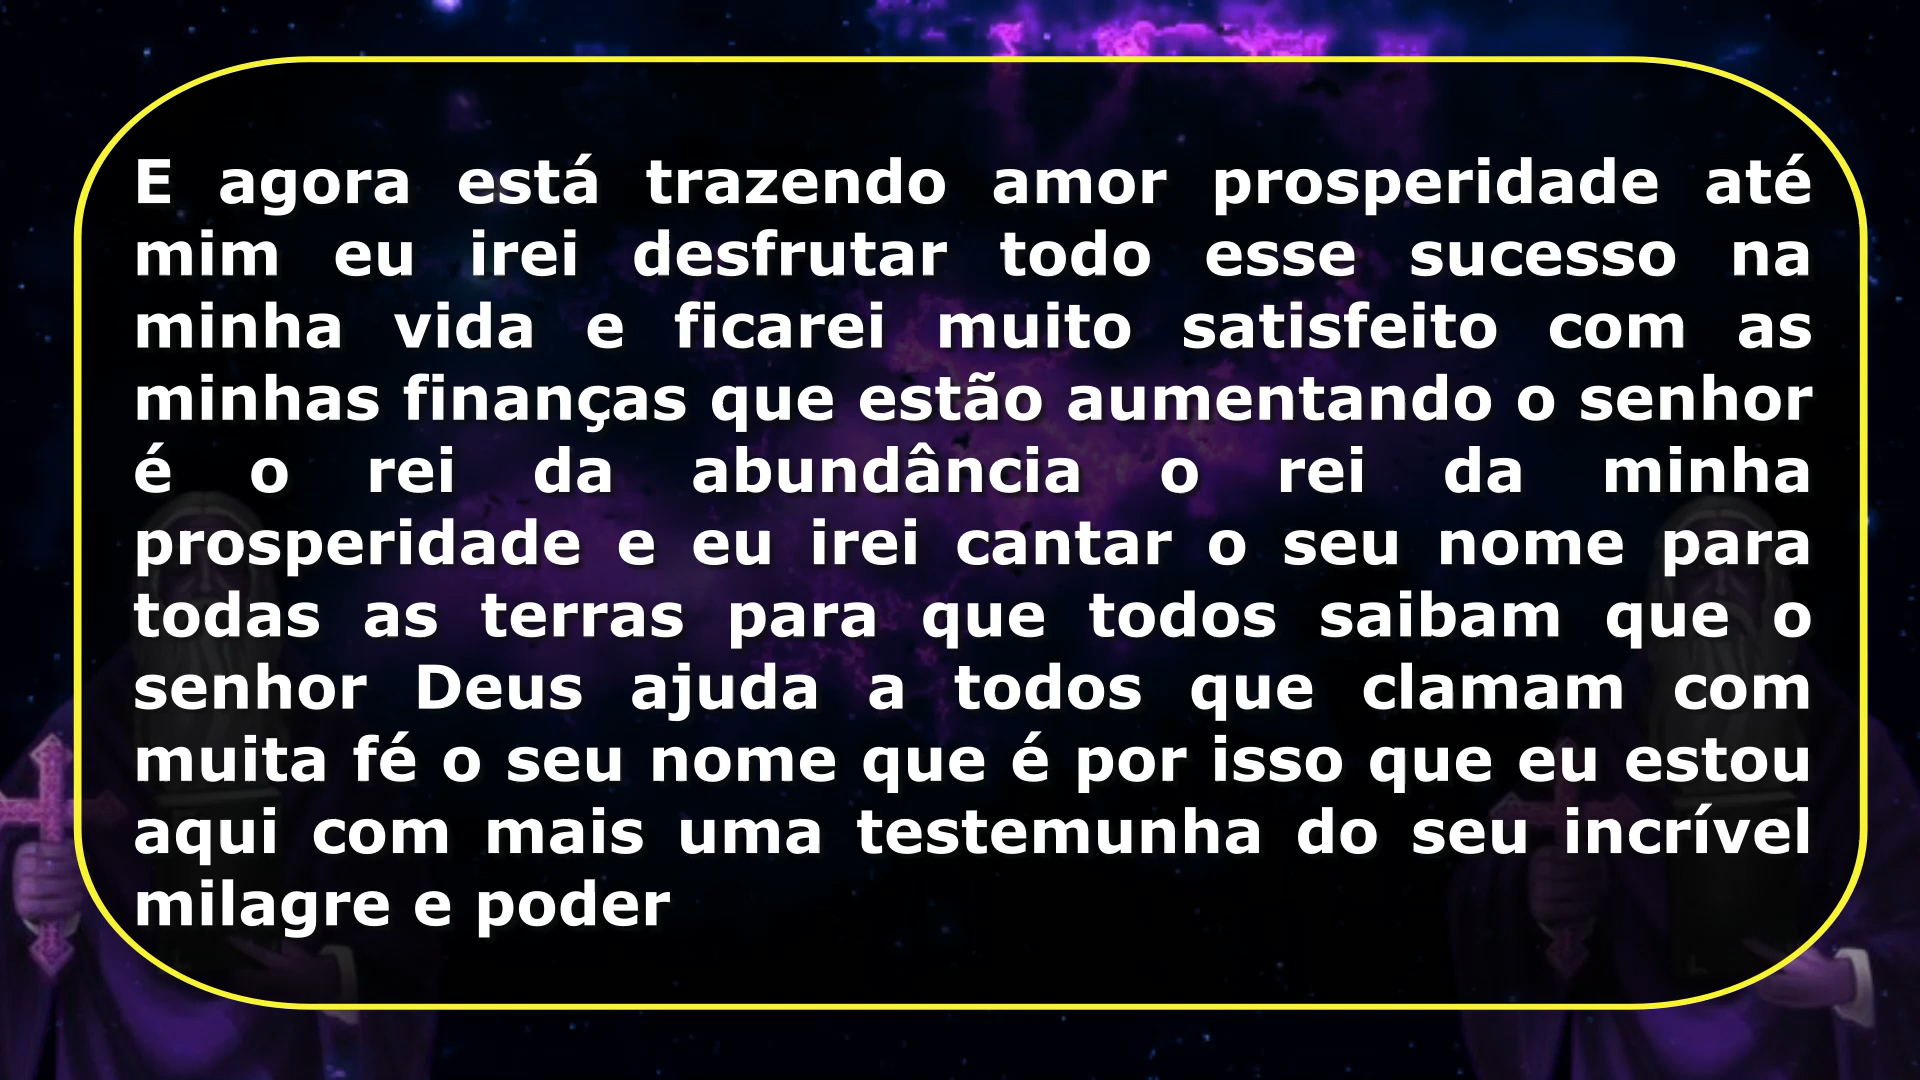 E agora está trazendo amor prosperidade até
mim eu irei desfrutar todo esse sucesso na
minha vida e ficarei muito satisfeito com as
minhas finanças que estão aumentando o senhor
é o rei da abundância o rei da minha
prosperidade e eu irei cantar o seu nome para
todas as terras para que todos saibam que o
senhor Deus ajuda a todos que clamam com
muita fé o seu nome que é por isso que eu estou
aqui com mais uma testemunha do seu incrível
milagre e poder